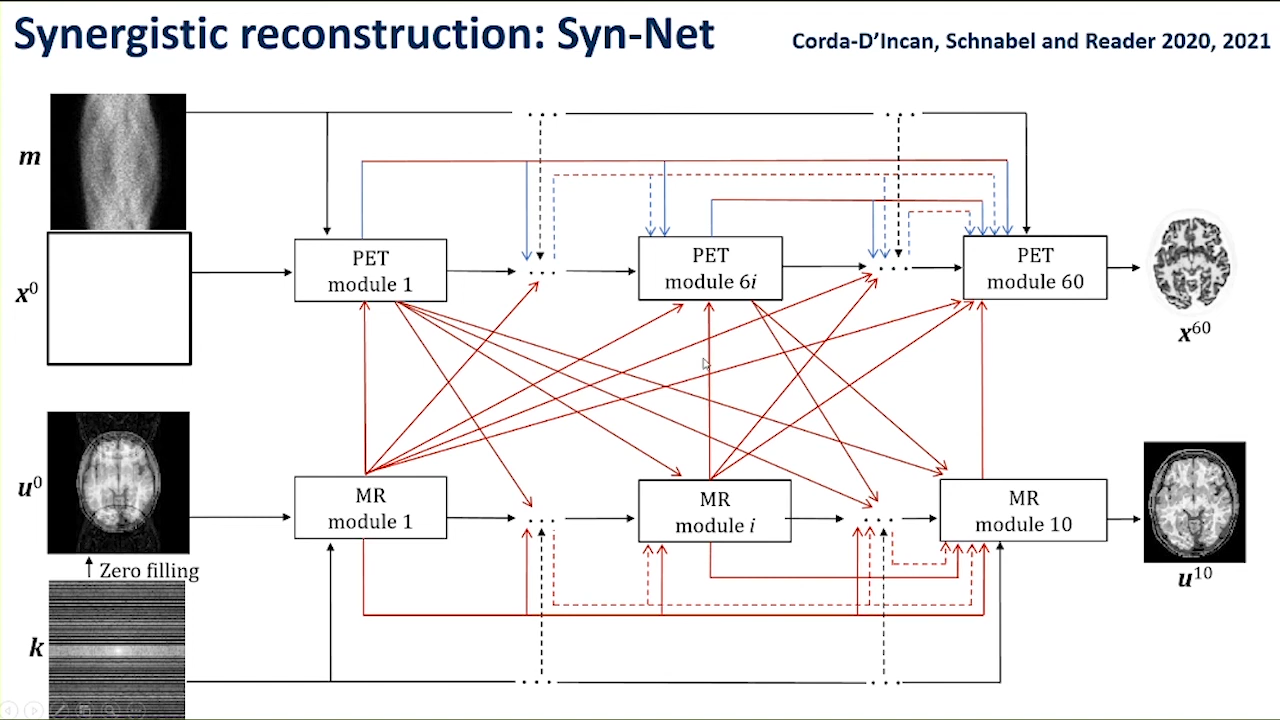 Synergistic reconstruction: Syn-Net
Corda-D'Incan, Schnabel and Reader 2020, 2021
m
x⁰
PET
module 1
. . .
PET
module 6i
. . .
PET
module 60
x⁶⁰
u⁰
MR
module 1
. . .
MR
module i
. . .
MR
module 10
u¹⁰
Zero filling
k